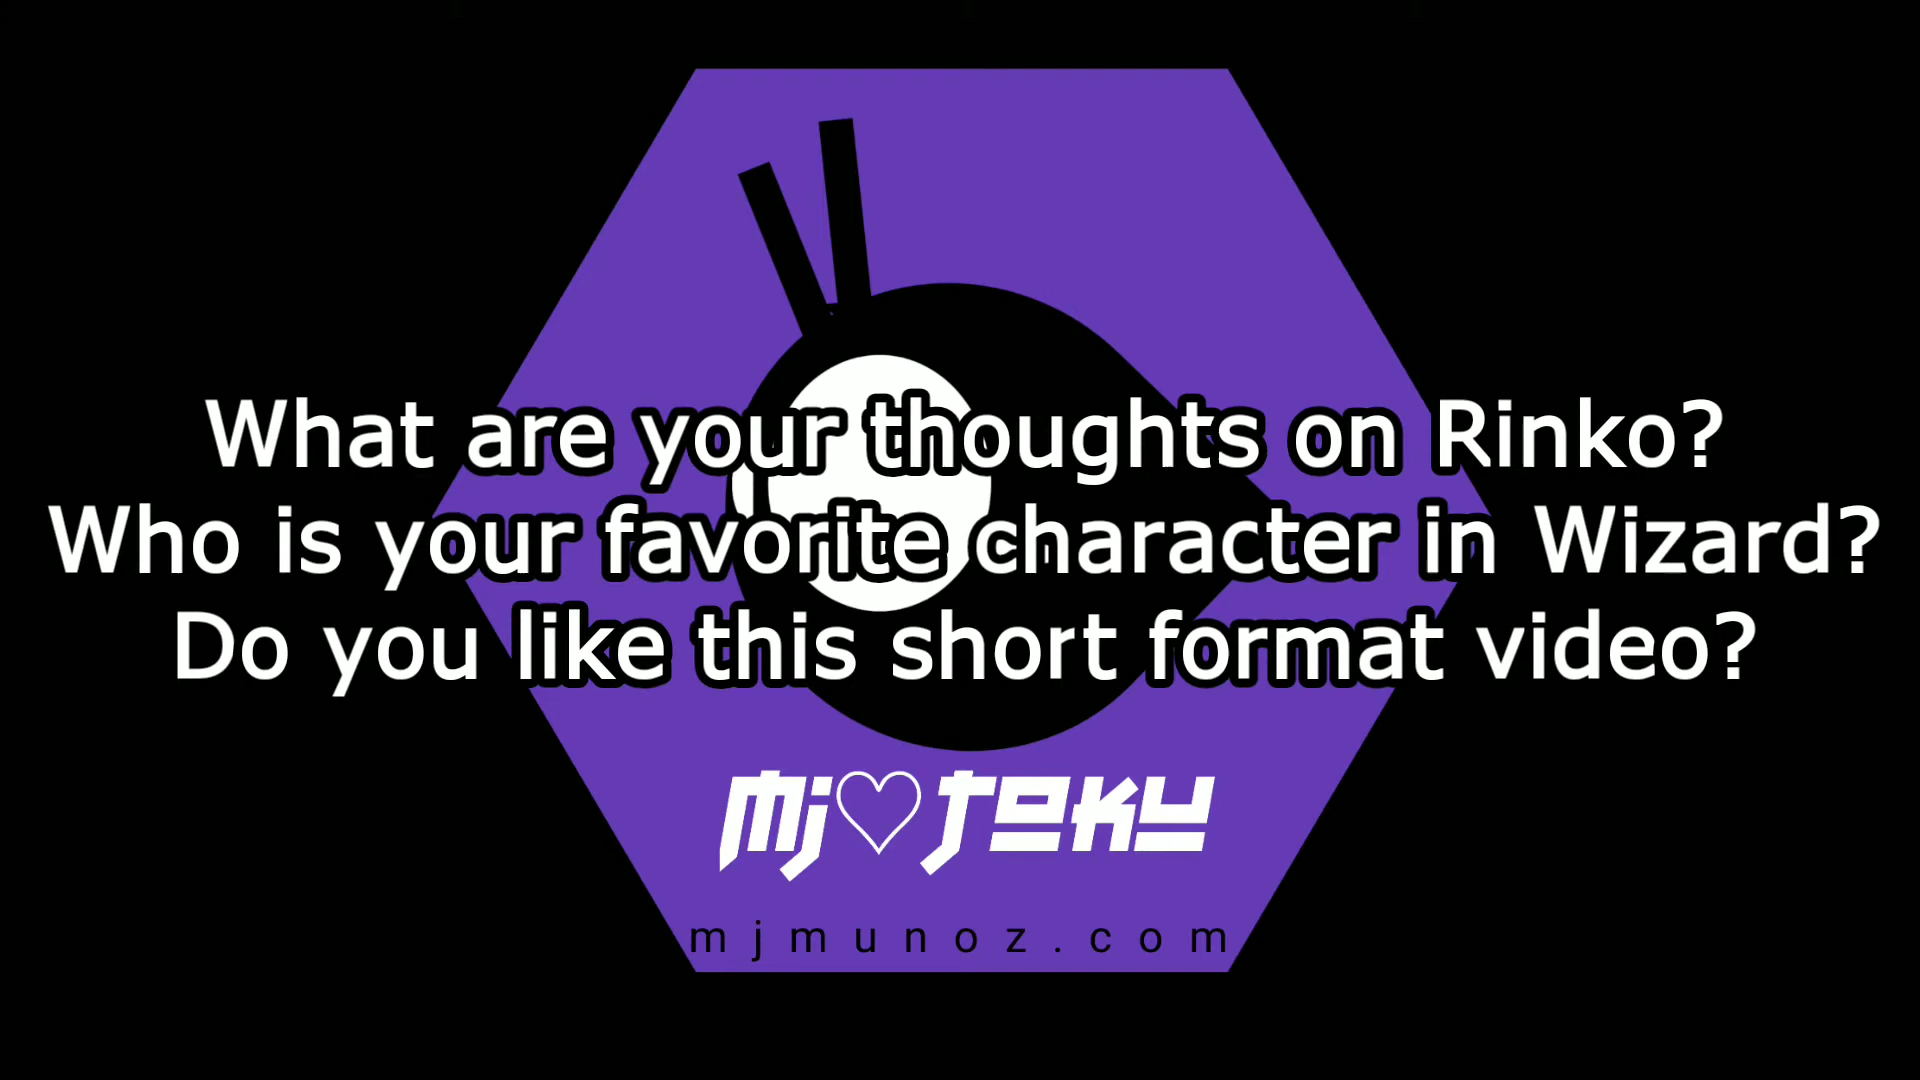 What are your thoughts on Rinko?
Who is your favorite character in Wizard?
Do you like this short format video?
mj♡toku
mjmunoz.com